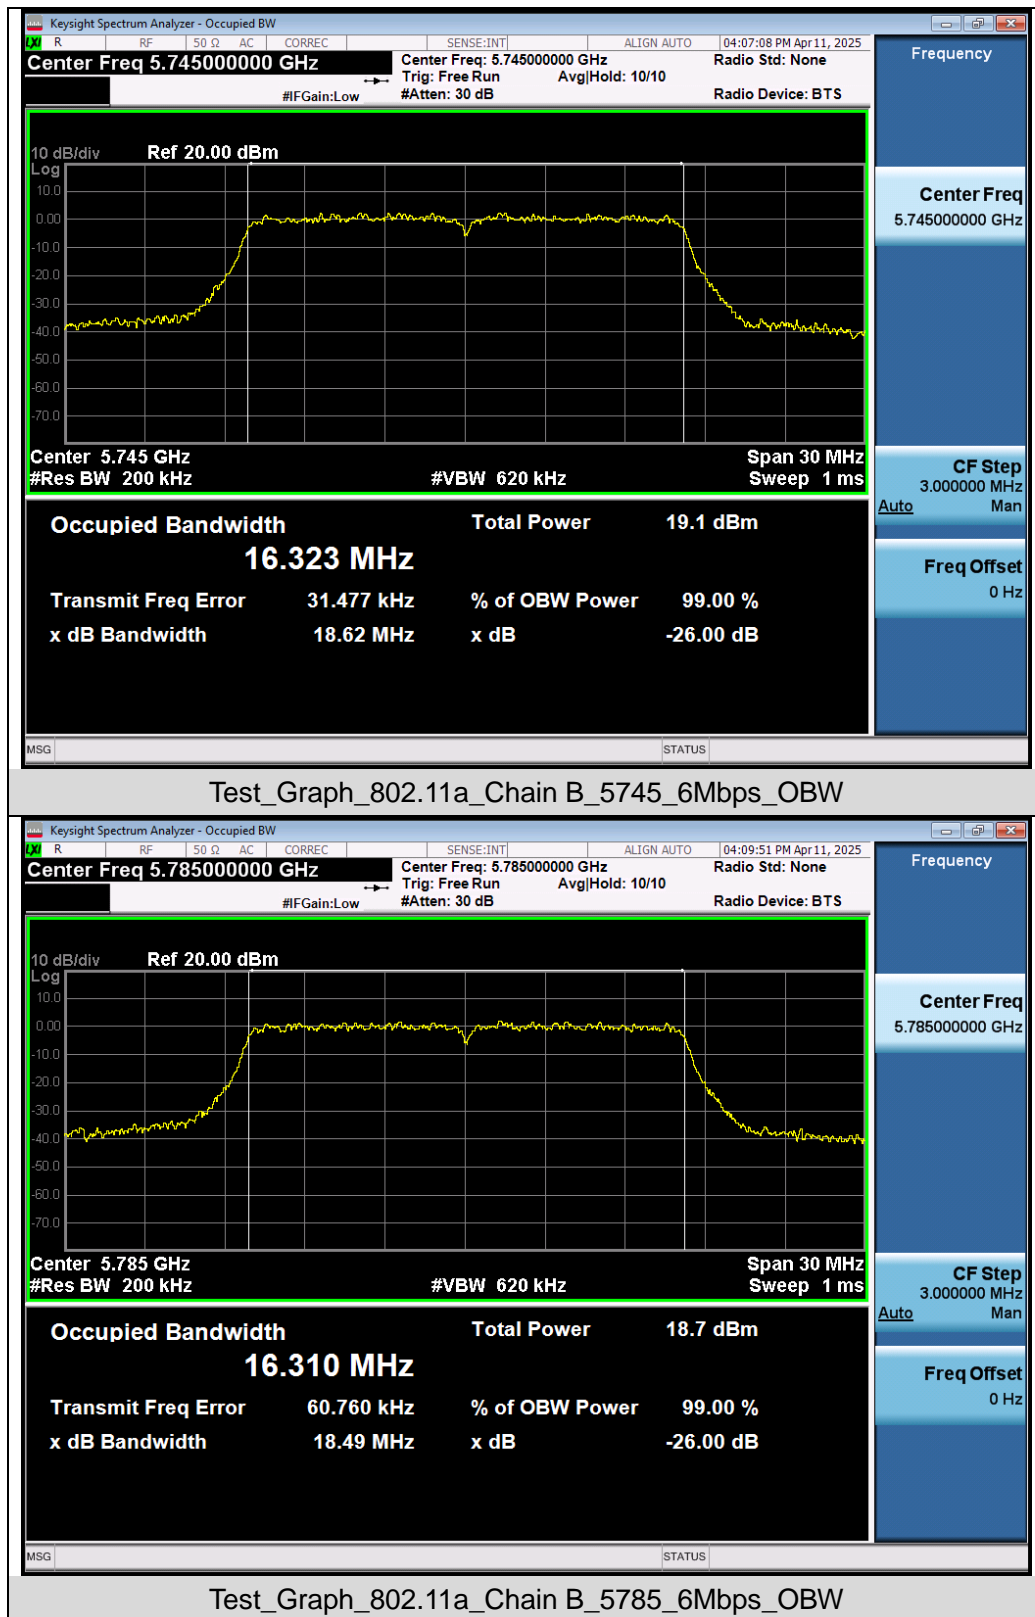 Keysight Spectrum Analyzer - Occupied BW
LXI R RF 50 Ω AC CORREC SENSE:INT ALIGN AUTO 04:07:08 PM Apr 11, 2025
Center Freq 5.745000000 GHz Center Freq: 5.745000000 GHz Radio Std: None
Trig: Free Run Avg|Hold: 10/10
#IFGain:Low #Atten: 30 dB Radio Device: BTS
Frequency
10 dB/div Ref 20.00 dBm
Log
10.0
0.00
-10.0
-20.0
-30.0
-40.0
-50.0
-60.0
-70.0
Center 5.745 GHz Span 30 MHz
#Res BW 200 kHz #VBW 620 kHz Sweep 1 ms
Center Freq
5.745000000 GHz
CF Step
3.000000 MHz
Auto Man
Freq Offset
0 Hz
Occupied Bandwidth Total Power 19.1 dBm
16.323 MHz
Transmit Freq Error 31.477 kHz % of OBW Power 99.00 %
x dB Bandwidth 18.62 MHz x dB -26.00 dB
MSG STATUS
Test_Graph_802.11a_Chain B_5745_6Mbps_OBW
Keysight Spectrum Analyzer - Occupied BW
LXI R RF 50 Ω AC CORREC SENSE:INT ALIGN AUTO 04:09:51 PM Apr 11, 2025
Center Freq 5.785000000 GHz Center Freq: 5.785000000 GHz Radio Std: None
Trig: Free Run Avg|Hold: 10/10
#IFGain:Low #Atten: 30 dB Radio Device: BTS
Frequency
10 dB/div Ref 20.00 dBm
Log
10.0
0.00
-10.0
-20.0
-30.0
-40.0
-50.0
-60.0
-70.0
Center 5.785 GHz Span 30 MHz
#Res BW 200 kHz #VBW 620 kHz Sweep 1 ms
Center Freq
5.785000000 GHz
CF Step
3.000000 MHz
Auto Man
Freq Offset
0 Hz
Occupied Bandwidth Total Power 18.7 dBm
16.310 MHz
Transmit Freq Error 60.760 kHz % of OBW Power 99.00 %
x dB Bandwidth 18.49 MHz x dB -26.00 dB
MSG STATUS
Test_Graph_802.11a_Chain B_5785_6Mbps_OBW